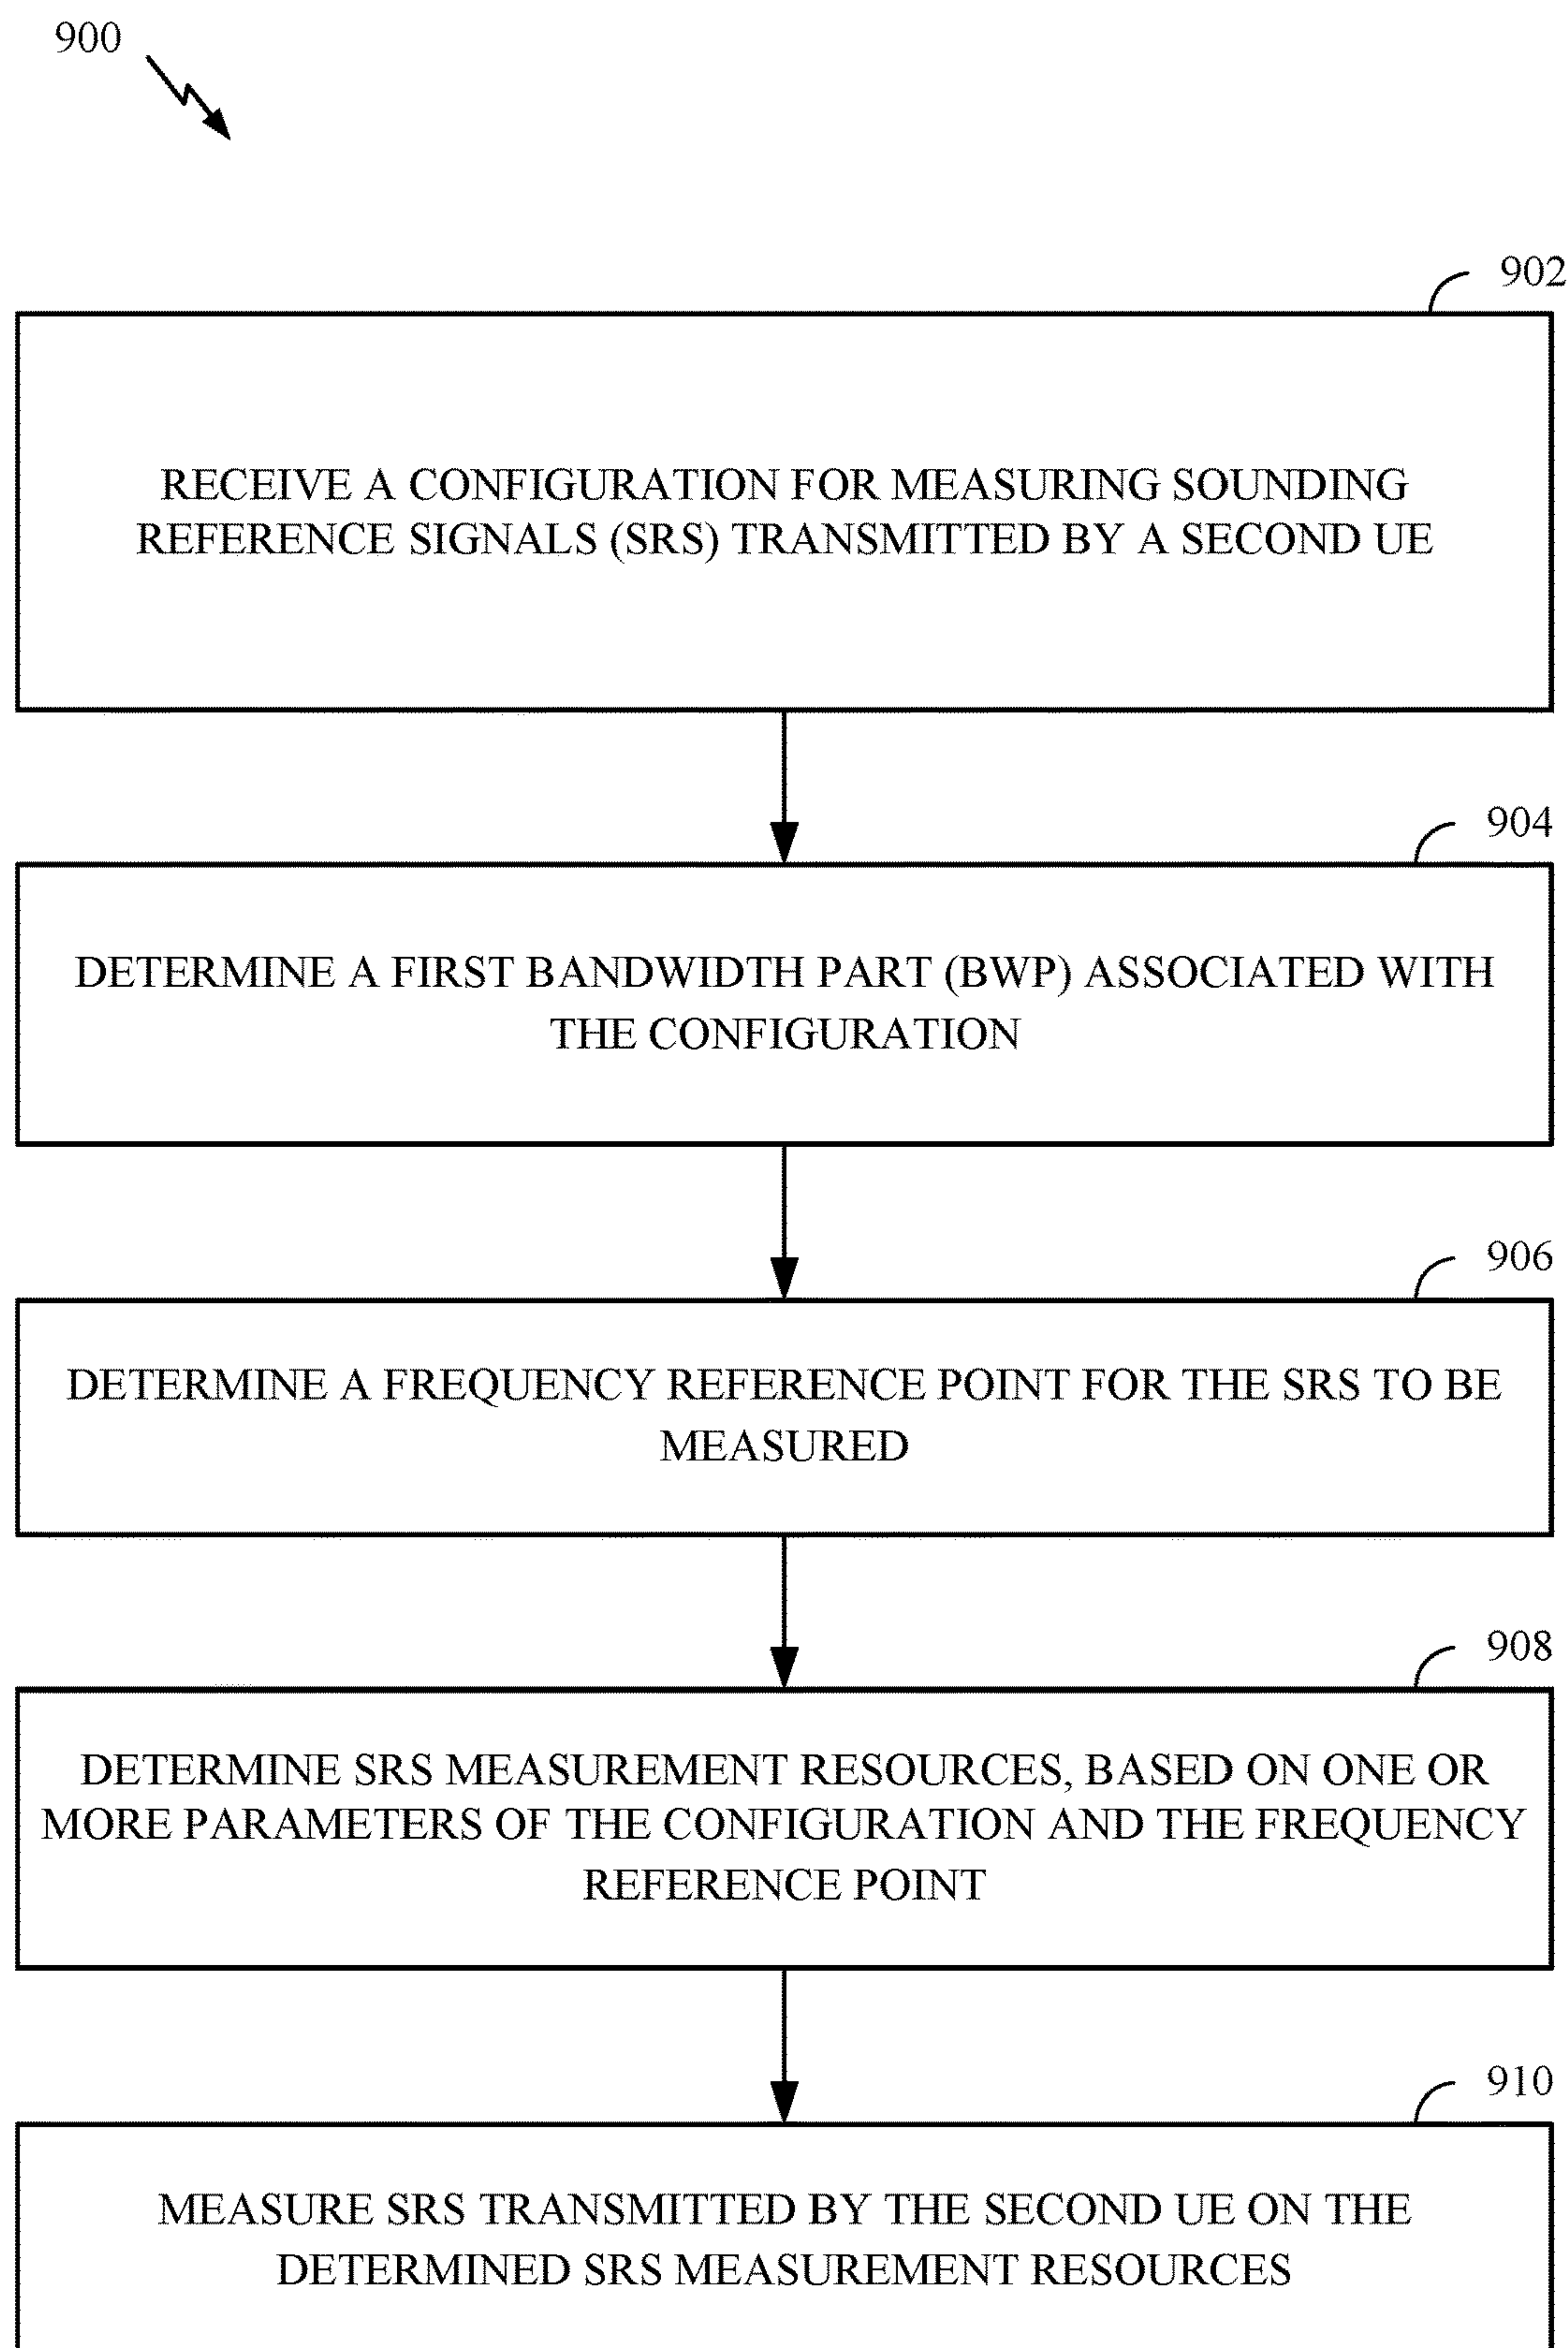 900
902
RECEIVE A CONFIGURATION FOR MEASURING SOUNDING
REFERENCE SIGNALS (SRS) TRANSMITTED BY A SECOND UE
904
DETERMINE A FIRST BANDWIDTH PART (BWP) ASSOCIATED WITH
THE CONFIGURATION
906
DETERMINE A FREQUENCY REFERENCE POINT FOR THE SRS TO BE
MEASURED
908
DETERMINE SRS MEASUREMENT RESOURCES, BASED ON ONE OR
MORE PARAMETERS OF THE CONFIGURATION AND THE FREQUENCY
REFERENCE POINT
910
MEASURE SRS TRANSMITTED BY THE SECOND UE ON THE
DETERMINED SRS MEASUREMENT RESOURCES